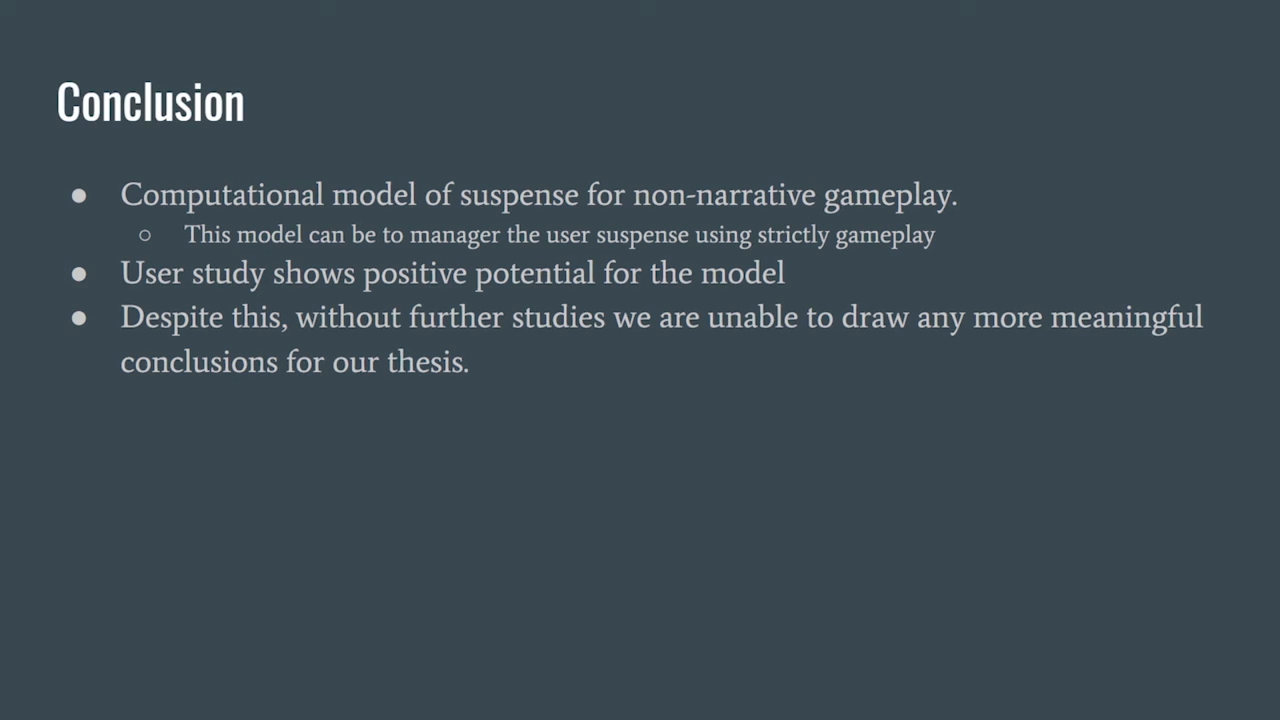 Conclusion
● Computational model of suspense for non-narrative gameplay.
○ This model can be to manager the user suspense using strictly gameplay
● User study shows positive potential for the model
● Despite this, without further studies we are unable to draw any more meaningful
conclusions for our thesis.